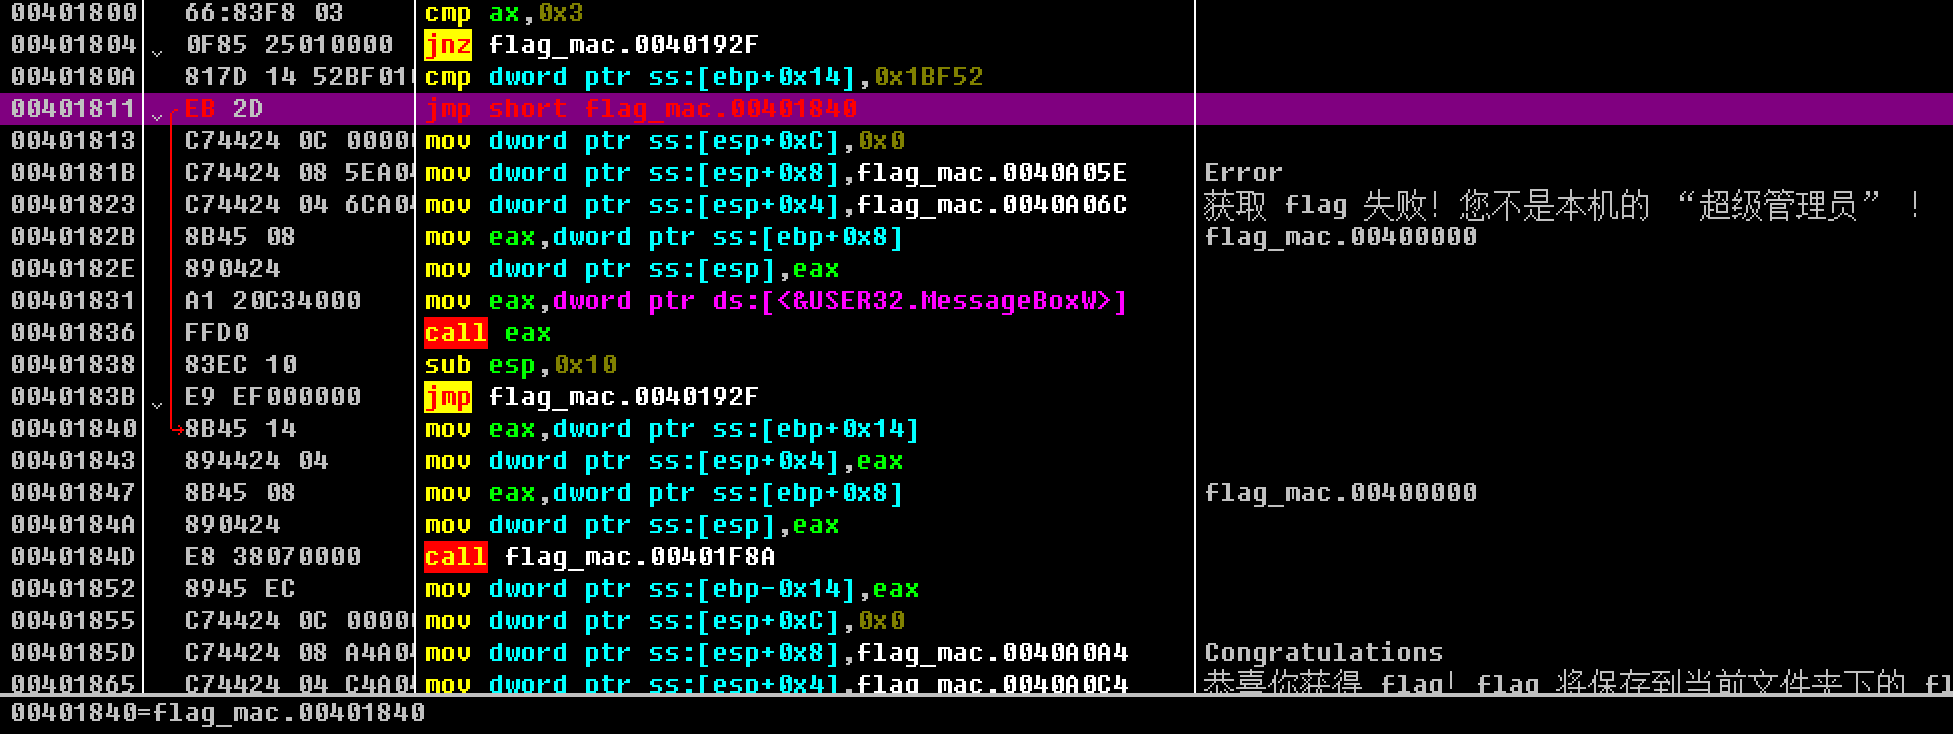 00401800 66:83F8 03 cmp ax,0x3
00401804 0F85 25010000 jnz flag_mac.0040192F
0040180A 817D 14 52BF01 cmp dword ptr ss:[ebp+0x14],0x1BF52
00401811 EB 2D jmp short flag_mac.00401840
00401813 C74424 0C 0000 mov dword ptr ss:[esp+0xC],0x0
0040181B C74424 08 5EA0 mov dword ptr ss:[esp+0x8],flag_mac.0040A05E Error
00401823 C74424 04 6CA0 mov dword ptr ss:[esp+0x4],flag_mac.0040A06C 获取 flag 失败！您不是本机的 “超级管理员” ！
0040182B 8B45 08 mov eax,dword ptr ss:[ebp+0x8] flag_mac.00400000
0040182E 890424 mov dword ptr ss:[esp],eax
00401831 A1 20C34000 mov eax,dword ptr ds:[<&USER32.MessageBoxW>]
00401836 FFD0 call eax
00401838 83EC 10 sub esp,0x10
0040183B E9 EF000000 jmp flag_mac.0040192F
00401840 8B45 14 mov eax,dword ptr ss:[ebp+0x14]
00401843 894424 04 mov dword ptr ss:[esp+0x4],eax
00401847 8B45 08 mov eax,dword ptr ss:[ebp+0x8] flag_mac.00400000
0040184A 890424 mov dword ptr ss:[esp],eax
0040184D E8 38070000 call flag_mac.00401F8A
00401852 8945 EC mov dword ptr ss:[ebp-0x14],eax
00401855 C74424 0C 0000 mov dword ptr ss:[esp+0xC],0x0
0040185D C74424 08 A4A0 mov dword ptr ss:[esp+0x8],flag_mac.0040A0A4 Congratulations
00401865 C74424 04 C4A0 mov dword ptr ss:[esp+0x4],flag_mac.0040A0C4 恭喜你获得 flag！flag 将保存到当前文件夹下的 fl
00401840=flag_mac.00401840